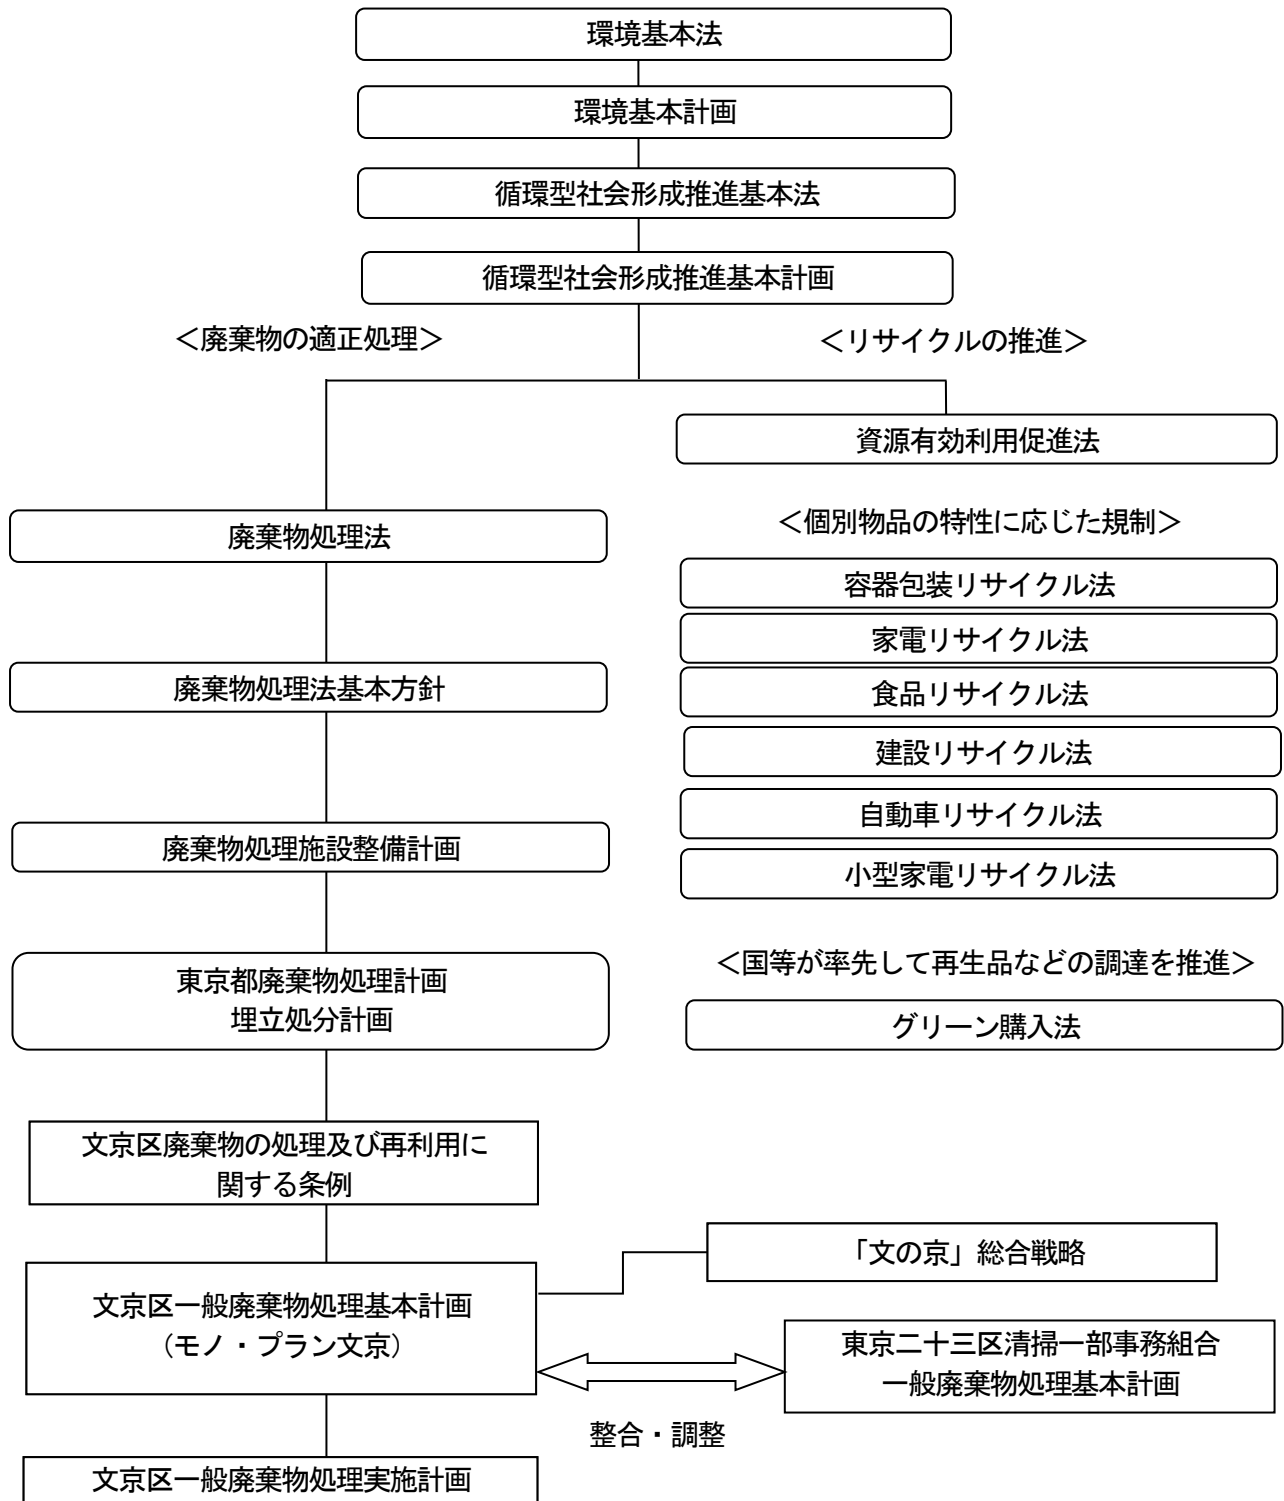 環境基本法
環境基本計画
循環型社会形成推進基本法
循環型社会形成推進基本計画
＜廃棄物の適正処理＞
＜リサイクルの推進＞
資源有効利用促進法
廃棄物処理法
＜個別物品の特性に応じた規制＞
容器包装リサイクル法
家電リサイクル法
廃棄物処理法基本方針
食品リサイクル法
建設リサイクル法
自動車リサイクル法
廃棄物処理施設整備計画
小型家電リサイクル法
＜国等が率先して再生品などの調達を推進＞
東京都廃棄物処理計画
埋立処分計画
グリーン購入法
文京区廃棄物の処理及び再利用に
関する条例
「文の京」総合戦略
文京区一般廃棄物処理基本計画
（モノ・プラン文京）
東京二十三区清掃一部事務組合
一般廃棄物処理基本計画
整合・調整
文京区一般廃棄物処理実施計画